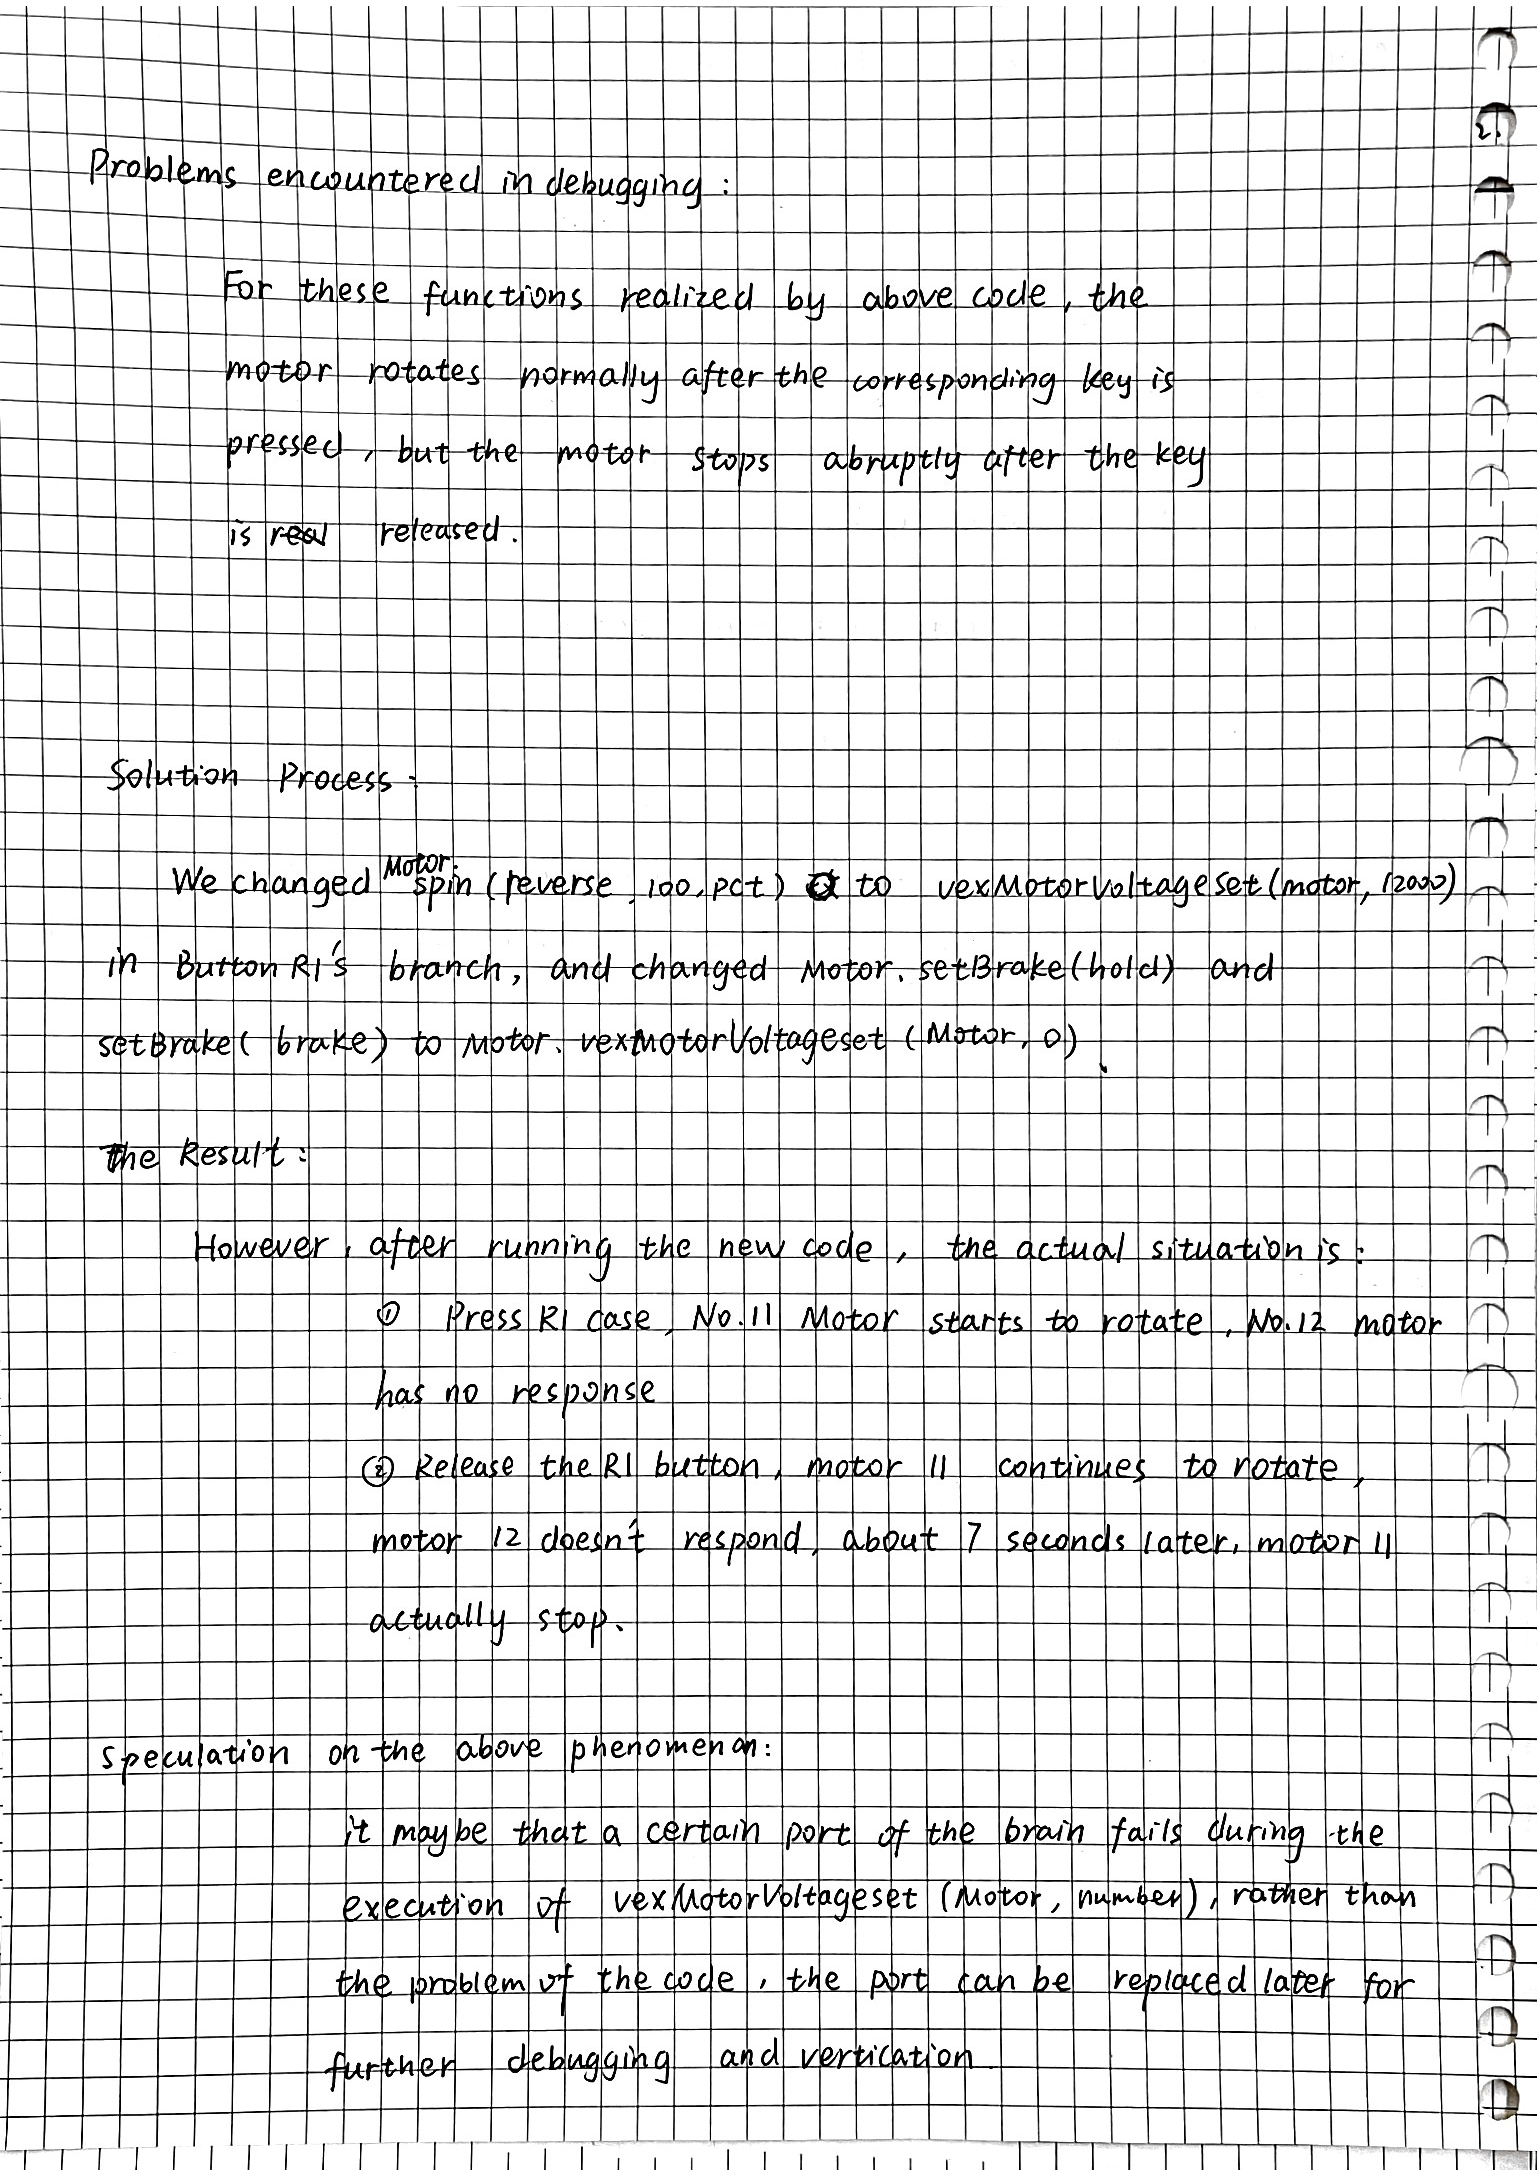 2.
Problems encountered in debugging:
For these functions realized by above code, the
motor rotates normally after the corresponding key is
pressed, but the motor stops abruptly after the key
is released.
Solution Process:
We changed Motor.spin(reverse,100,pct) to vexMotorVoltageset(motor,12000)
in Button R1's branch, and changed Motor.setBrake(hold) and
setBrake(brake) to Motor.vexMotorVoltageset(Motor,0).
The Result:
However, after running the new code, the actual situation is:
① Press R1 case, No.11 Motor starts to rotate, No.12 motor
has no response
② Release the R1 button, motor 11 continues to rotate,
motor 12 doesn't respond, about 7 seconds later, motor 11
actually stop.
Speculation on the above phenomenon:
it maybe that a certain port of the brain fails during the
execution of vexMotorVoltageset(Motor, number), rather than
the problem of the code, the port can be replaced later for
further debugging and vertication